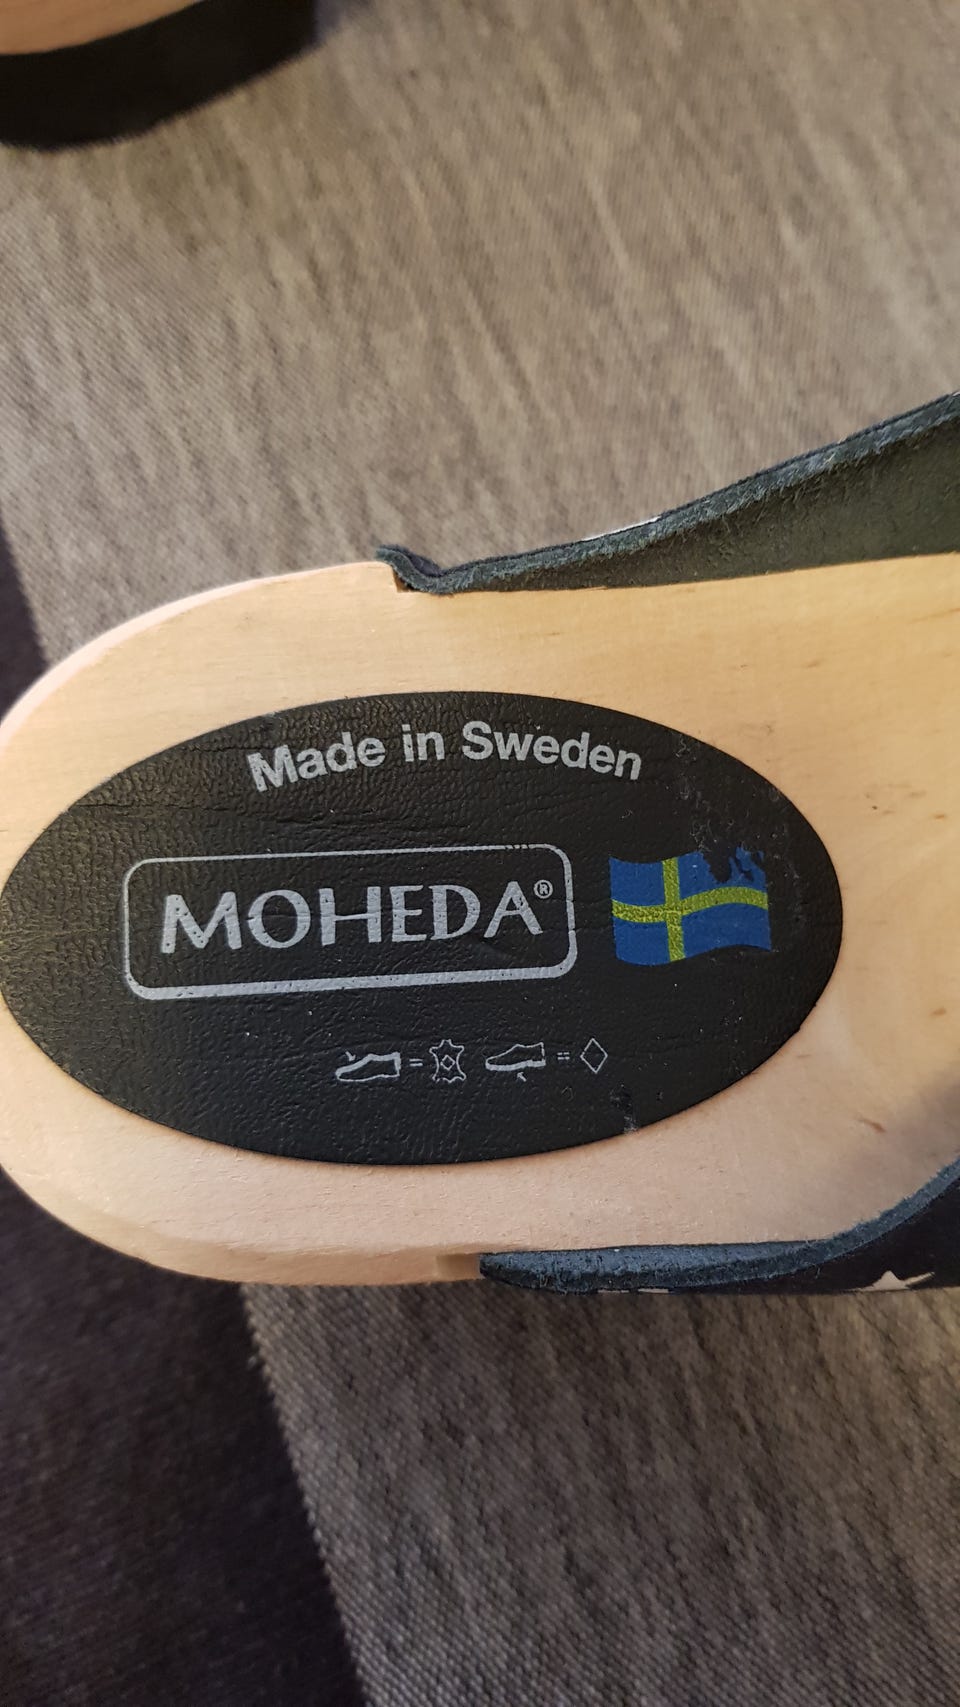 Made in Sweden
MOHEDA®
= =